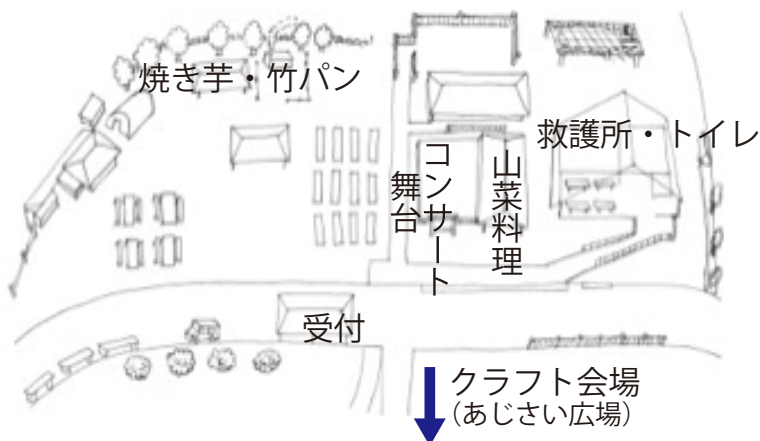 焼き芋・竹パン
救護所・トイレ
コンサート
舞台
山菜料理
受付
クラフト会場
（あじさい広場）